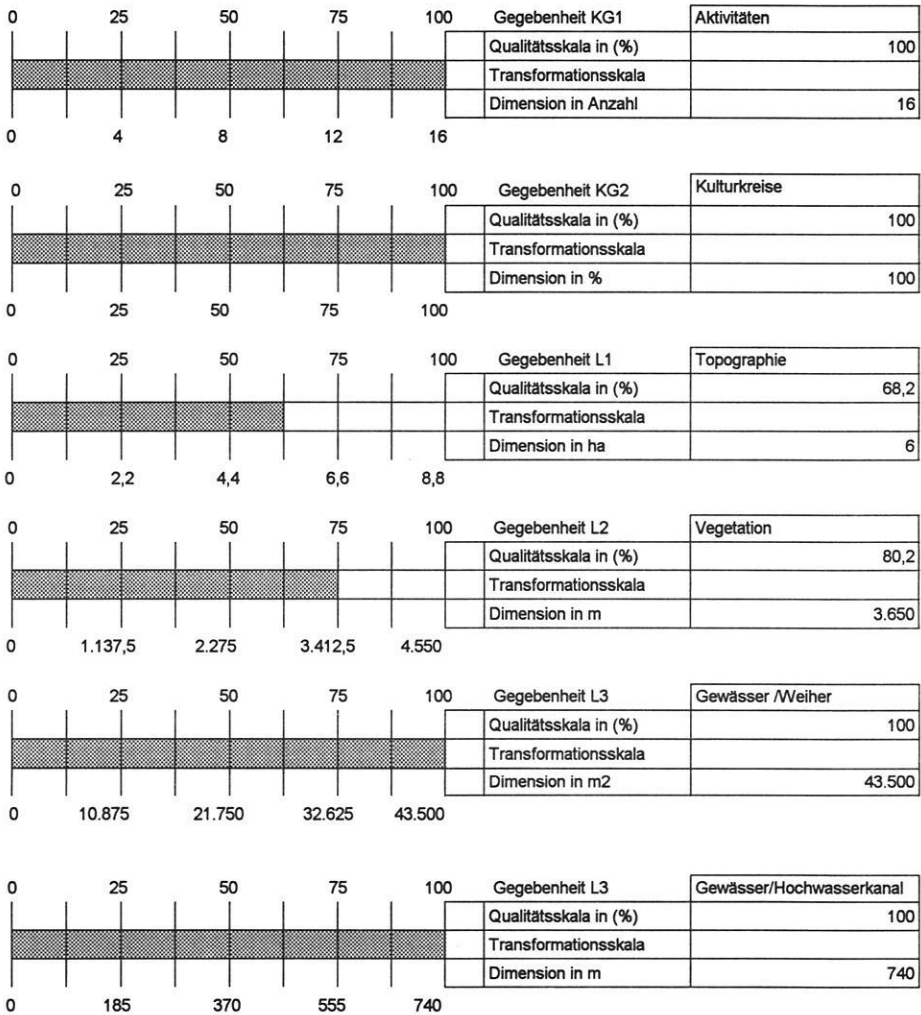 0 25 50 75 100 Gegebenheit KG1 Aktivitäten
Qualitätsskala in (%) 100
Transformationsskala
Dimension in Anzahl 16
0 4 8 12 16
0 25 50 75 100 Gegebenheit KG2 Kulturkreise
Qualitätsskala in (%) 100
Transformationsskala
Dimension in % 100
0 25 50 75 100
0 25 50 75 100 Gegebenheit L1 Topographie
Qualitätsskala in (%) 68,2
Transformationsskala
Dimension in ha 6
0 2,2 4,4 6,6 8,8
0 25 50 75 100 Gegebenheit L2 Vegetation
Qualitätsskala in (%) 80,2
Transformationsskala
Dimension in m 3.650
0 1.137,5 2.275 3.412,5 4.550
0 25 50 75 100 Gegebenheit L3 Gewässer /Weiher
Qualitätsskala in (%) 100
Transformationsskala
Dimension in m2 43.500
0 10.875 21.750 32.625 43.500
0 25 50 75 100 Gegebenheit L3 Gewässer/Hochwasserkanal
Qualitätsskala in (%) 100
Transformationsskala
Dimension in m 740
0 185 370 555 740